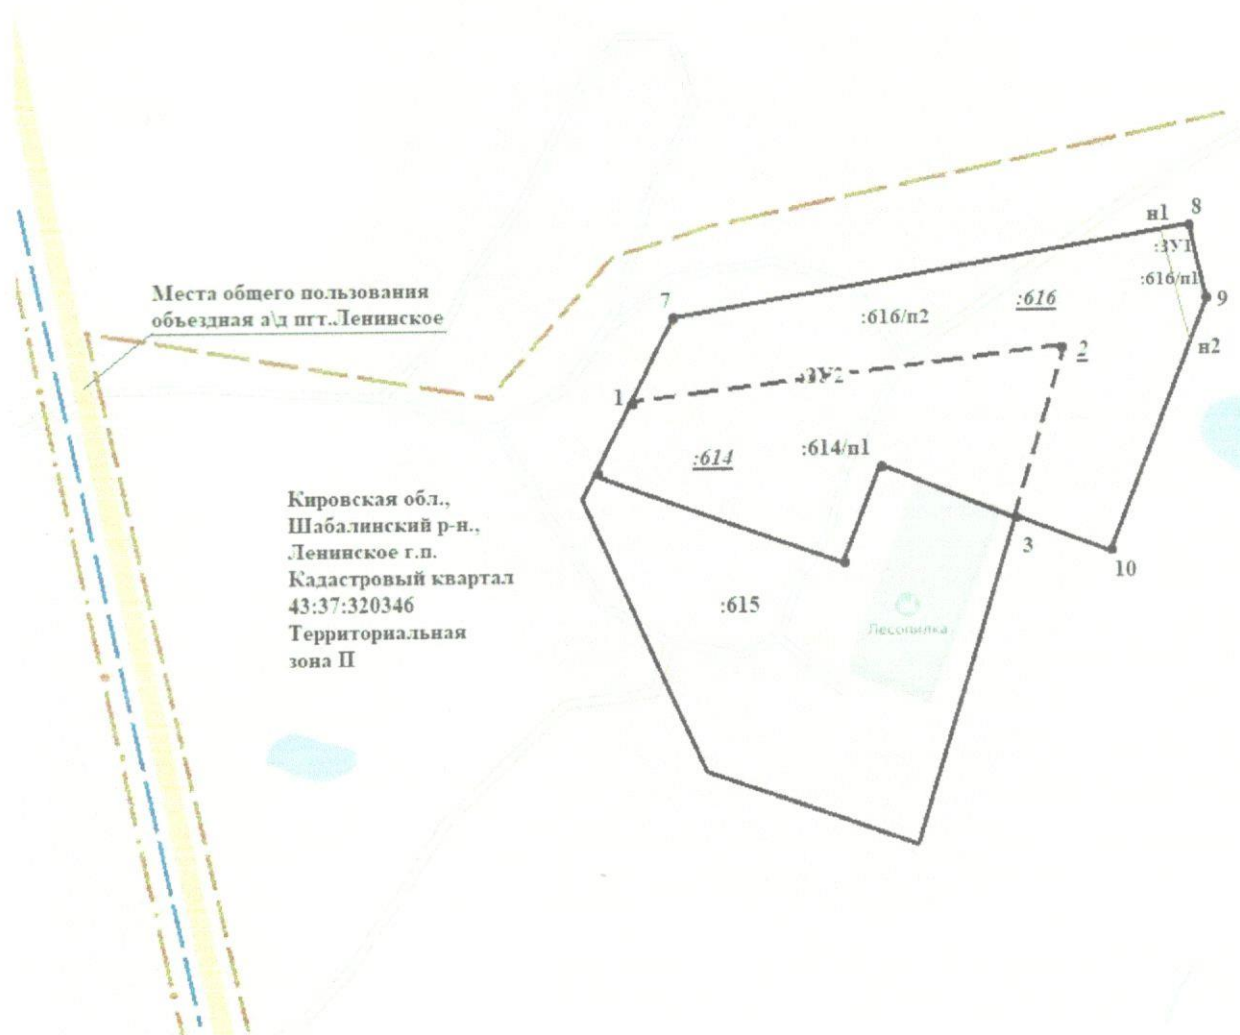 н1
8
:ЗУ1
:616/п1
9
Места общего пользования
объездная а\д пгт.Ленинское
7
:616/п2
:616
н2
2
:ЗУ2
1
:614/п1
:614
Кировская обл.,
Шабалинский р-н.,
Ленинское г.п.
Кадастровый квартал
43:37:320346
Территориальная
зона П
3
10
:615
Лесопилка